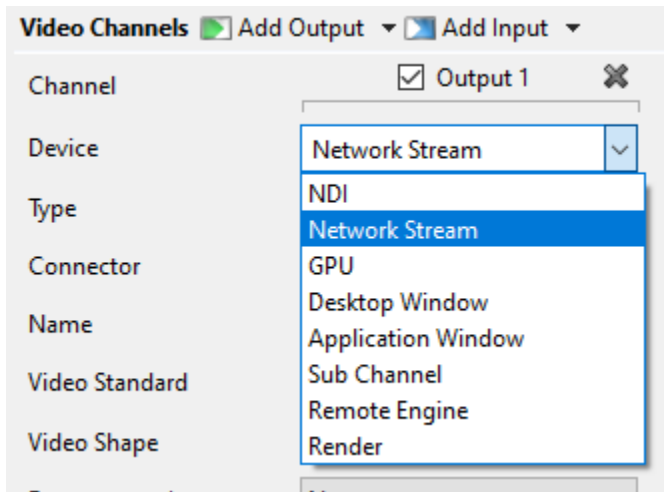 Video Channels Add Output Add Input
Channel Output 1
Device Network Stream
NDI
Type Network Stream
Connector GPU
Desktop Window
Name Application Window
Video Standard Sub Channel
Remote Engine
Video Shape Render